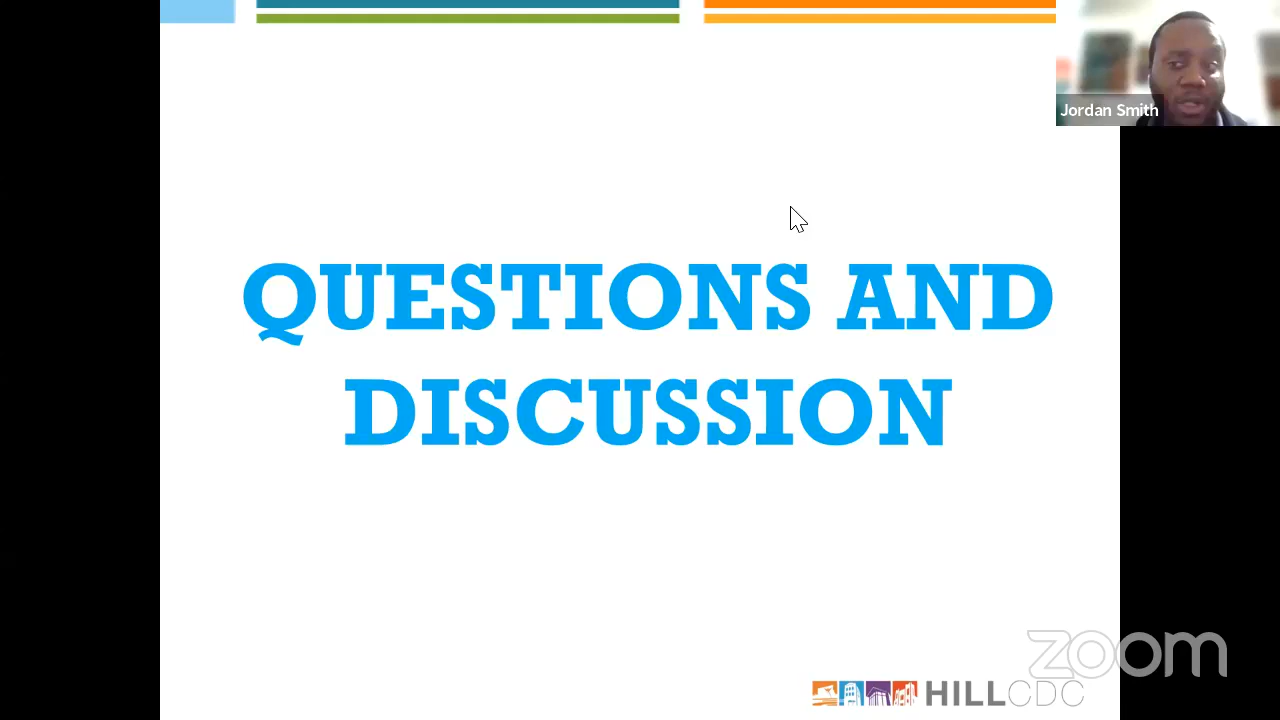 Jordan Smith
QUESTIONS AND
DISCUSSION
zoom
HILLCDC